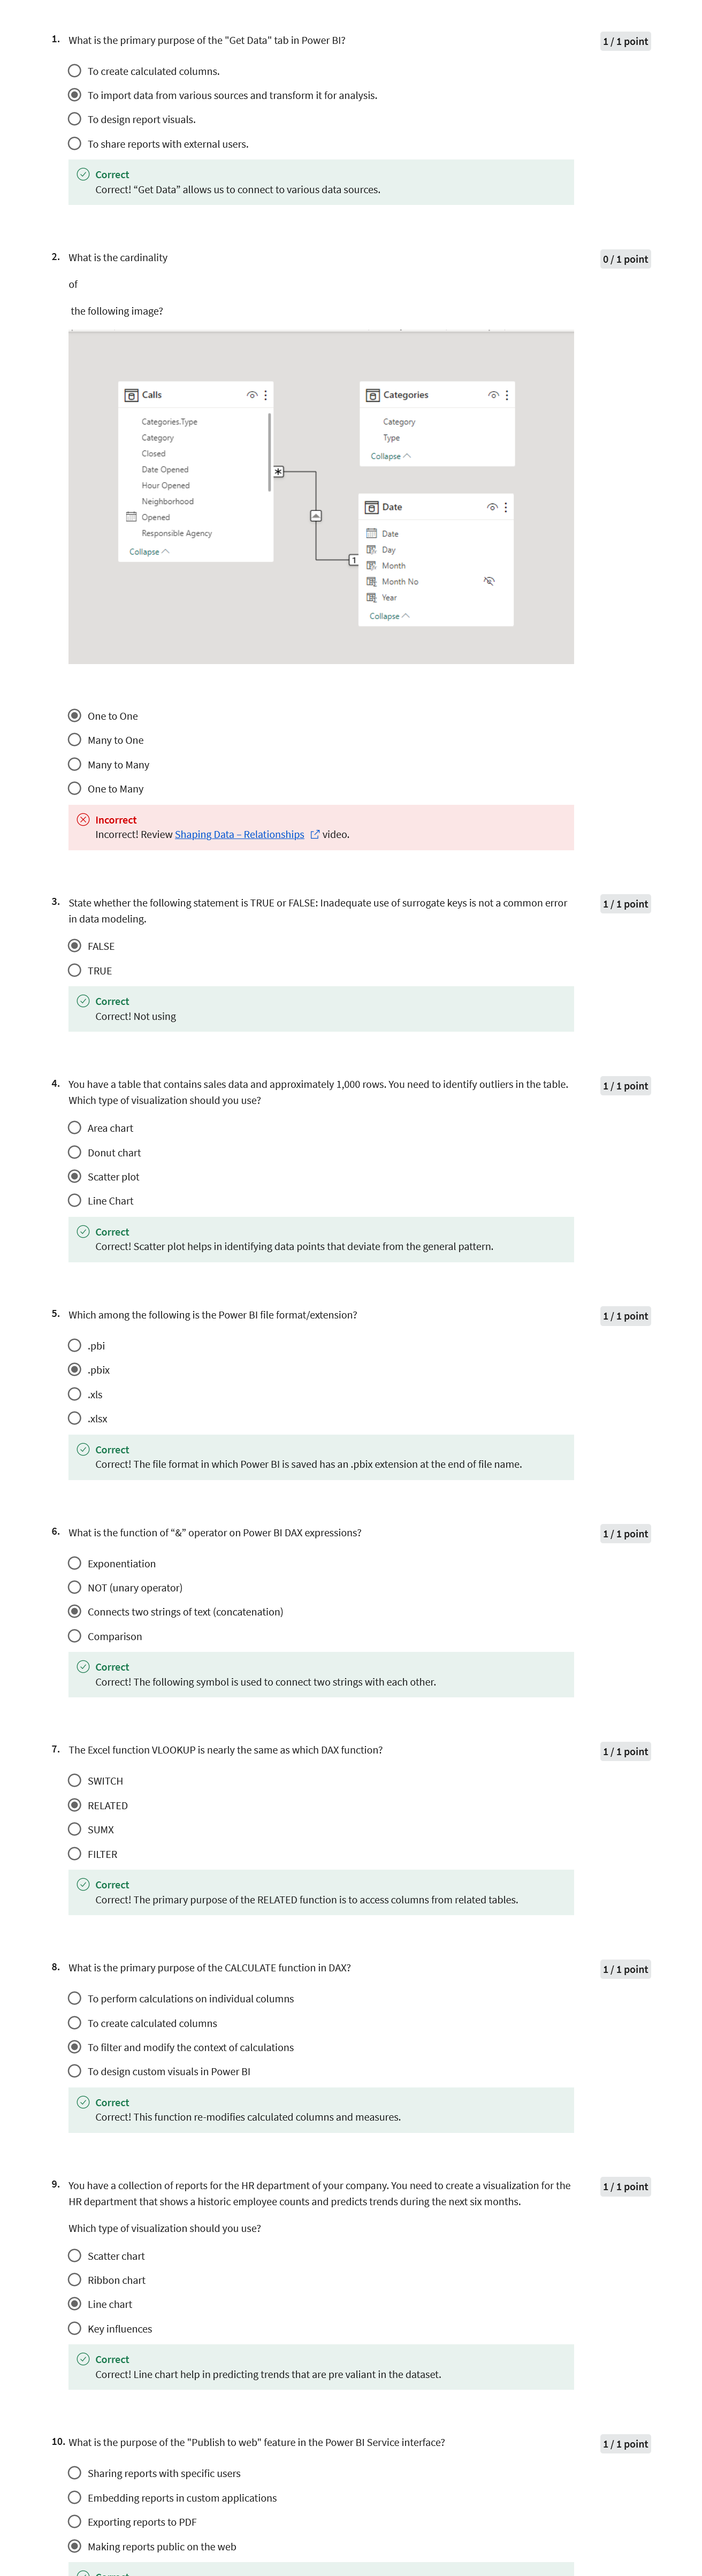 1. What is the primary purpose of the "Get Data" tab in Power BI?
1 / 1 point
To create calculated columns.
To import data from various sources and transform it for analysis.
To design report visuals.
To share reports with external users.
Correct
Correct! “Get Data” allows us to connect to various data sources.
2. What is the cardinality
0 / 1 point
of
the following image?
Calls
Categories.Type
Category
Closed
Date Opened
Hour Opened
Neighborhood
Opened
Responsible Agency
Collapse
*
1
Categories
Category
Type
Collapse
Date
Date
Day
Month
Month No
Year
Collapse
One to One
Many to One
Many to Many
One to Many
Incorrect
Incorrect! Review Shaping Data – Relationships video.
3. State whether the following statement is TRUE or FALSE: Inadequate use of surrogate keys is not a common error
in data modeling.
1 / 1 point
FALSE
TRUE
Correct
Correct! Not using
4. You have a table that contains sales data and approximately 1,000 rows. You need to identify outliers in the table.
Which type of visualization should you use?
1 / 1 point
Area chart
Donut chart
Scatter plot
Line Chart
Correct
Correct! Scatter plot helps in identifying data points that deviate from the general pattern.
5. Which among the following is the Power BI file format/extension?
1 / 1 point
.pbi
.pbix
.xls
.xlsx
Correct
Correct! The file format in which Power BI is saved has an .pbix extension at the end of file name.
6. What is the function of “&” operator on Power BI DAX expressions?
1 / 1 point
Exponentiation
NOT (unary operator)
Connects two strings of text (concatenation)
Comparison
Correct
Correct! The following symbol is used to connect two strings with each other.
7. The Excel function VLOOKUP is nearly the same as which DAX function?
1 / 1 point
SWITCH
RELATED
SUMX
FILTER
Correct
Correct! The primary purpose of the RELATED function is to access columns from related tables.
8. What is the primary purpose of the CALCULATE function in DAX?
1 / 1 point
To perform calculations on individual columns
To create calculated columns
To filter and modify the context of calculations
To design custom visuals in Power BI
Correct
Correct! This function re-modifies calculated columns and measures.
9. You have a collection of reports for the HR department of your company. You need to create a visualization for the
HR department that shows a historic employee counts and predicts trends during the next six months.
1 / 1 point
Which type of visualization should you use?
Scatter chart
Ribbon chart
Line chart
Key influences
Correct
Correct! Line chart help in predicting trends that are pre valiant in the dataset.
10. What is the purpose of the "Publish to web" feature in the Power BI Service interface?
1 / 1 point
Sharing reports with specific users
Embedding reports in custom applications
Exporting reports to PDF
Making reports public on the web